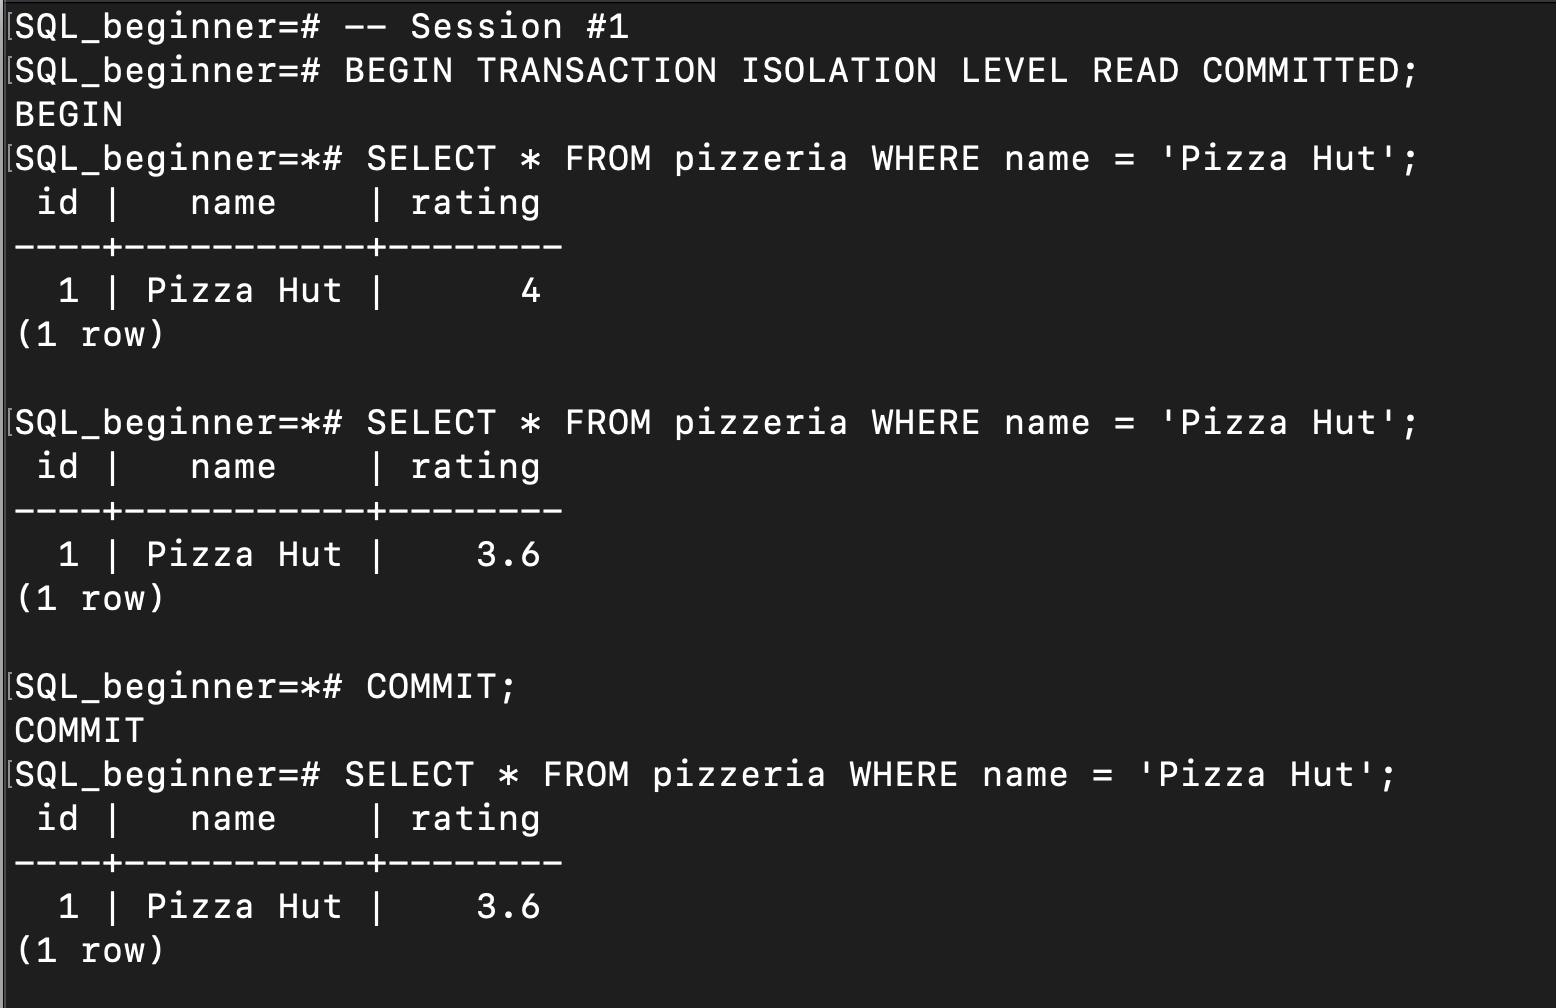 SQL_beginner=# -- Session #1
SQL_beginner=# BEGIN TRANSACTION ISOLATION LEVEL READ COMMITTED;
BEGIN
SQL_beginner=*# SELECT * FROM pizzeria WHERE name = 'Pizza Hut';
 id |   name    | rating
----+-----------+--------
  1 | Pizza Hut |      4
(1 row)

SQL_beginner=*# SELECT * FROM pizzeria WHERE name = 'Pizza Hut';
 id |   name    | rating
----+-----------+--------
  1 | Pizza Hut |    3.6
(1 row)

SQL_beginner=*# COMMIT;
COMMIT
SQL_beginner=# SELECT * FROM pizzeria WHERE name = 'Pizza Hut';
 id |   name    | rating
----+-----------+--------
  1 | Pizza Hut |    3.6
(1 row)